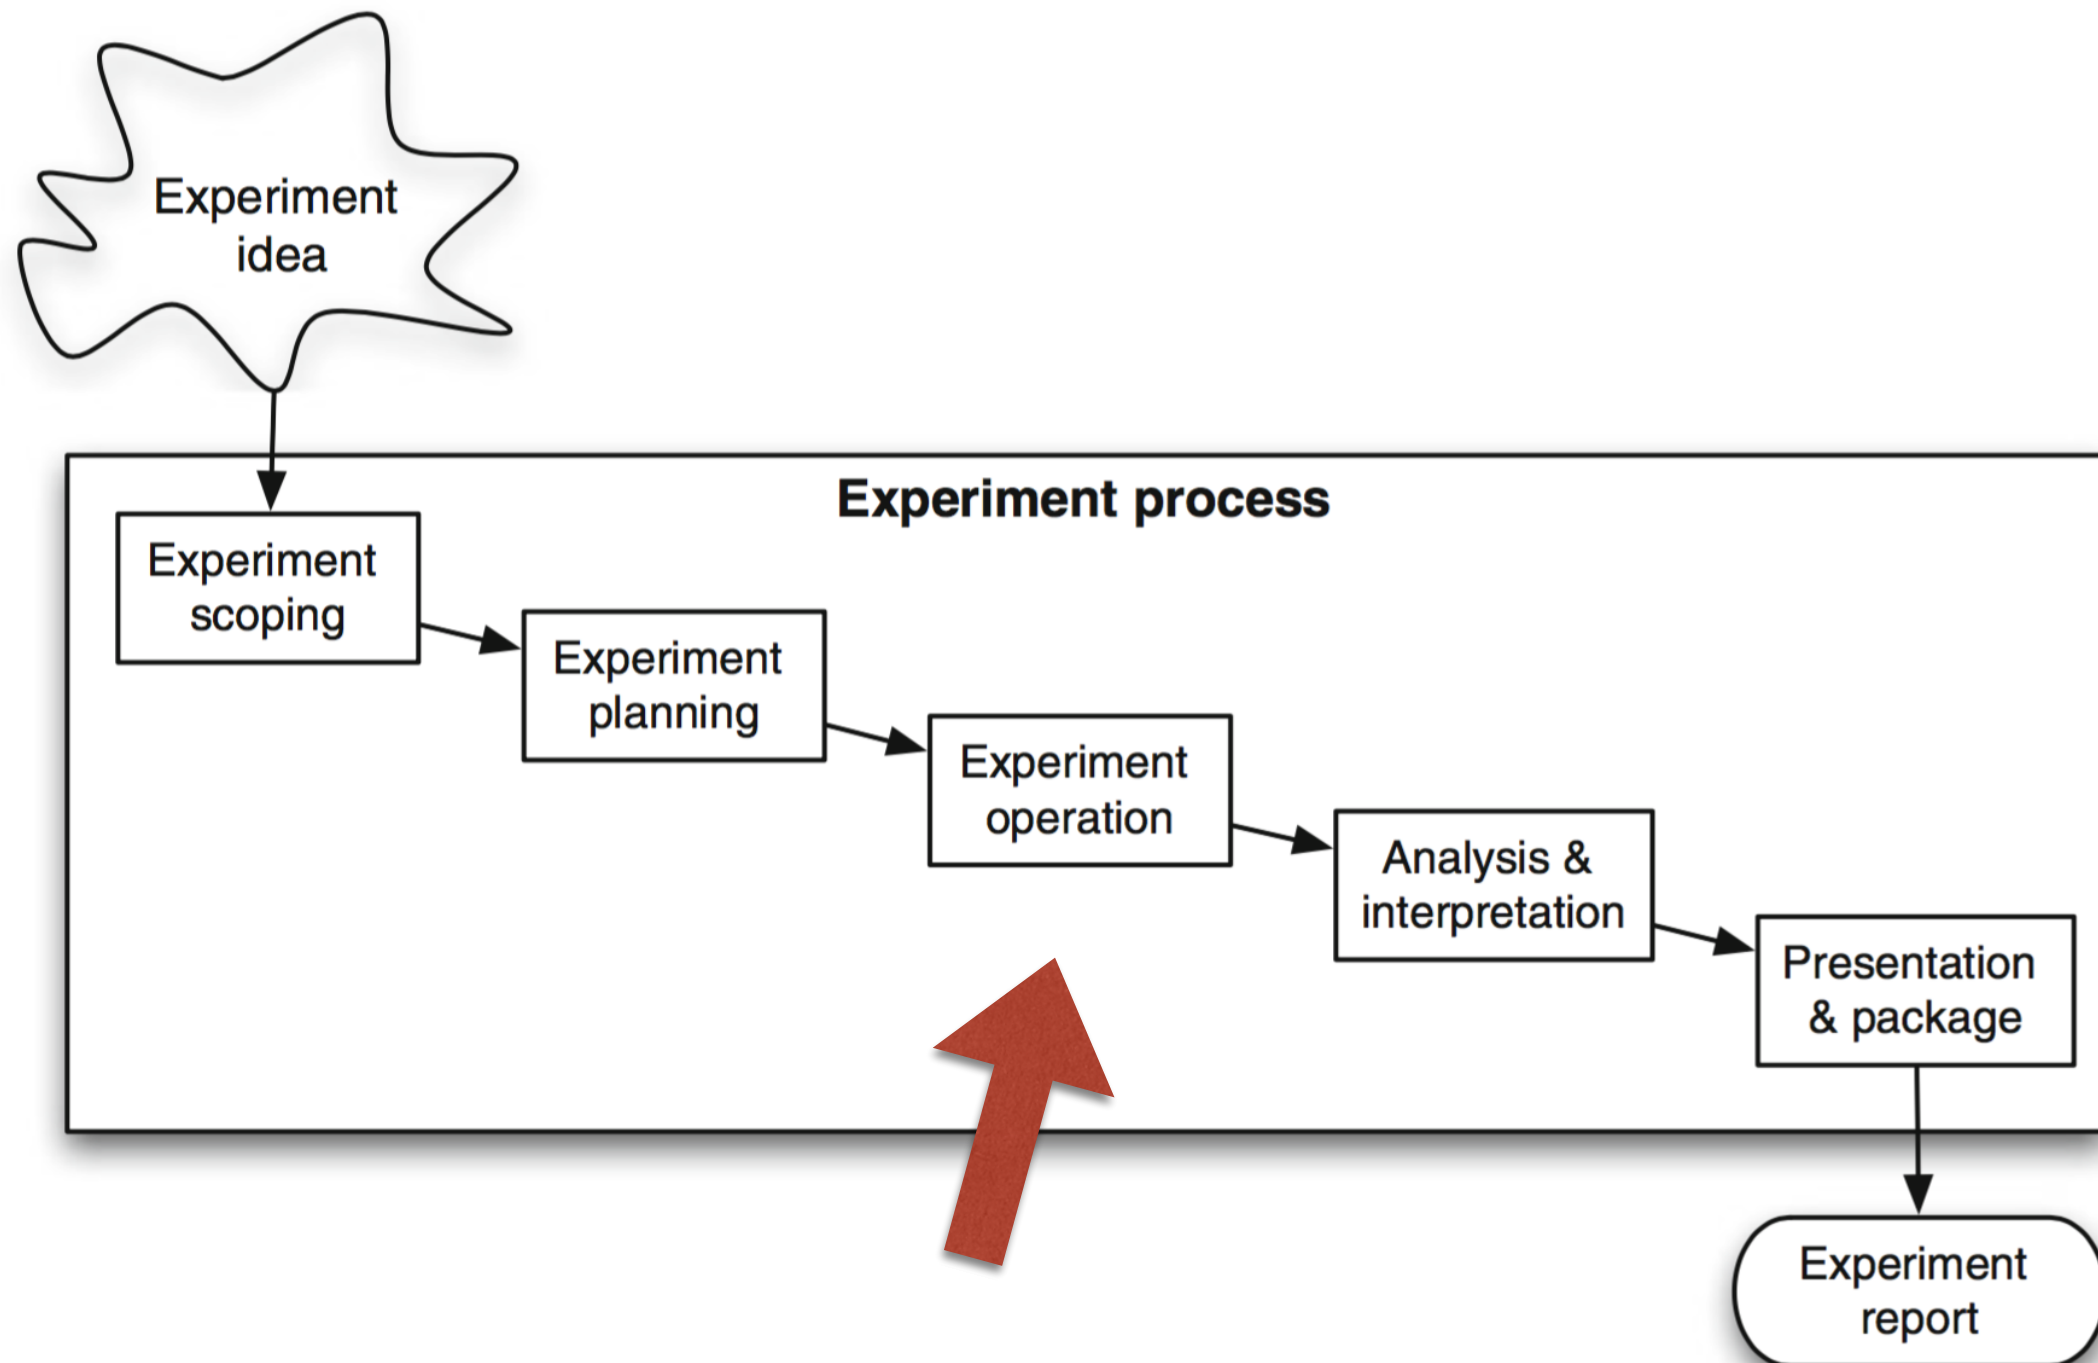 Experiment
idea
Experiment process
Experiment
scoping
Experiment
planning
Experiment
operation
Analysis &
interpretation
Presentation
& package
Experiment
report